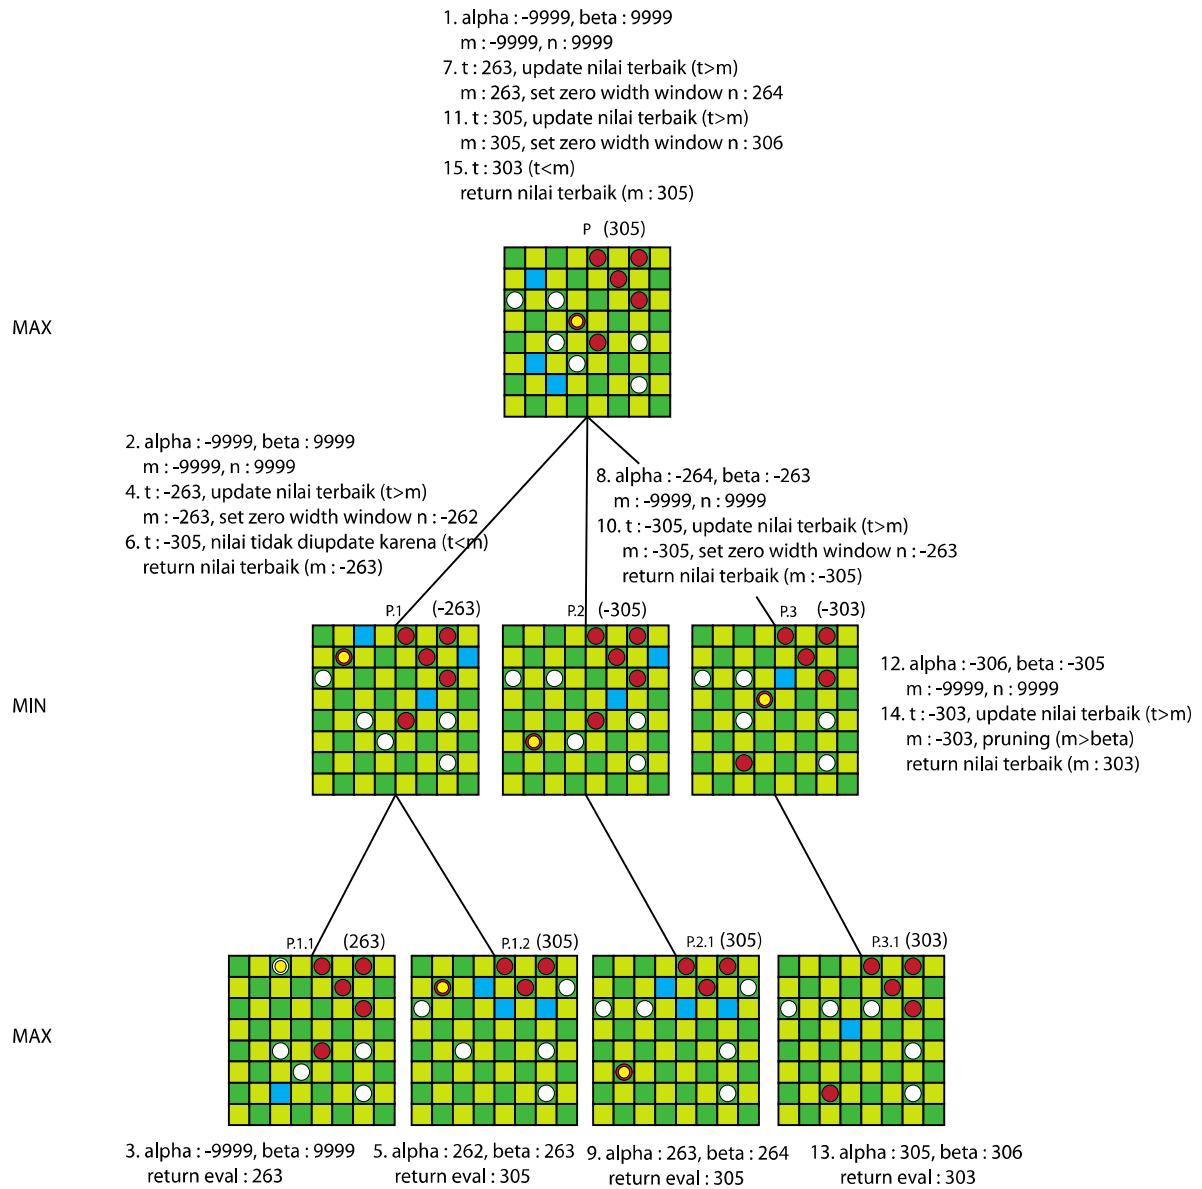 1. alpha : -9999, beta : 9999
m : -9999, n : 9999
7. t : 263, update nilai terbaik (t>m)
m : 263, set zero width window n : 264
11. t : 305, update nilai terbaik (t>m)
m : 305, set zero width window n : 306
15. t : 303 (t<m)
return nilai terbaik (m : 305)
P (305)
MAX
2. alpha : -9999, beta : 9999
m : -9999, n : 9999
4. t : -263, update nilai terbaik (t>m)
m : -263, set zero width window n : -262
6. t : -305, nilai tidak diupdate karena (t<m)
return nilai terbaik (m : -263)
8. alpha : -264, beta : -263
m : -9999, n : 9999
10. t : -305, update nilai terbaik (t>m)
m : -305, set zero width window n : -263
return nilai terbaik (m : -305)
P.1 (-263)
P.2 (-305)
P.3 (-303)
MIN
12. alpha : -306, beta : -305
m : -9999, n : 9999
14. t : -303, update nilai terbaik (t>m)
m : -303, pruning (m>beta)
return nilai terbaik (m : 303)
P.1.1 (263)
P.1.2 (305)
P.2.1 (305)
P.3.1 (303)
MAX
3. alpha : -9999, beta : 9999
return eval : 263
5. alpha : 262, beta : 263
return eval : 305
9. alpha : 263, beta : 264
return eval : 305
13. alpha : 305, beta : 306
return eval : 303